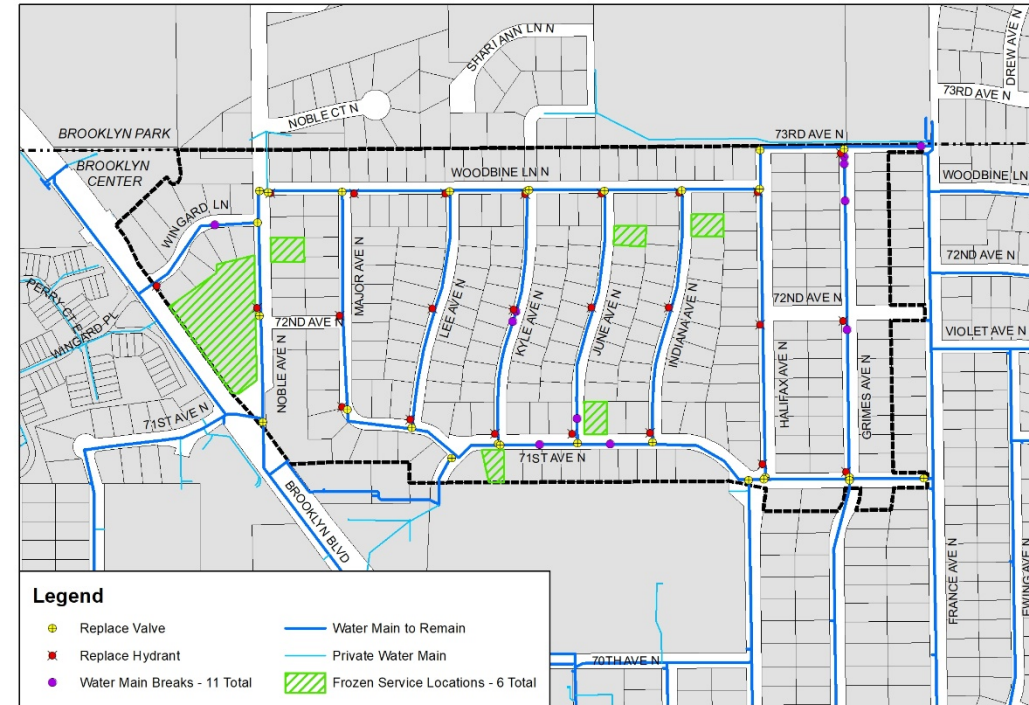 SHARI ANN LN N
DREW AVE N
73RD AVE N
NOBLE CT N
BROOKLYN PARK
73RD AVE N
BROOKLYN
CENTER
WOODBINE LN N
WOODBINE LN
WINGARD LN
MAJOR AVE N
LEE AVE N
KYLE AVE N
JUNE AVE N
INDIANA AVE N
72ND AVE N
72ND AVE N
72ND AVE N
PERRY CT E
WINGARD PL
VIOLET AVE N
NOBLE AVE N
HALIFAX AVE N
GRIMES AVE N
71ST AVE N
71ST AVE N
BROOKLYN BLVD
FRANCE AVE N
EWING AVE N
70TH AVE N
Legend
Replace Valve
Water Main to Remain
Replace Hydrant
Private Water Main
Water Main Breaks - 11 Total
Frozen Service Locations - 6 Total